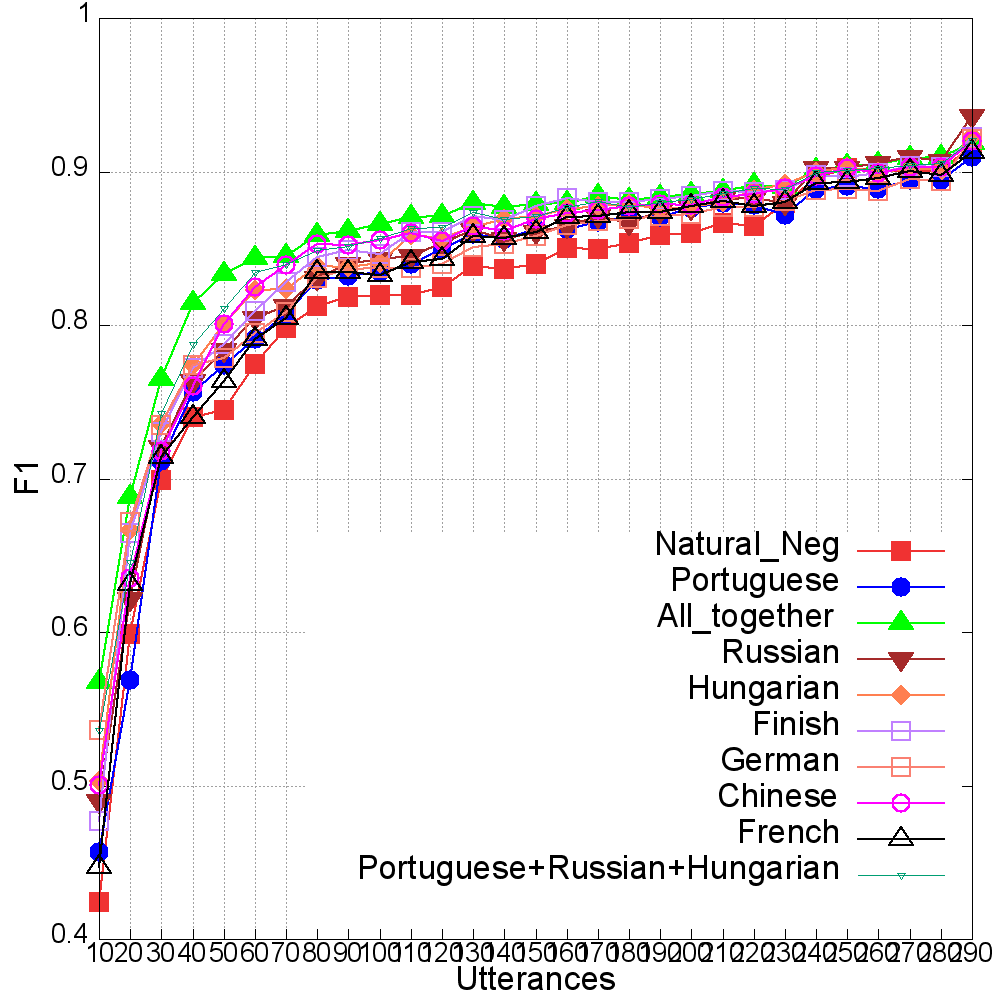 1
0.9
0.8
0.7
0.6
0.5
0.4
F1
Natural_Neg
Portuguese
All_together
Russian
Hungarian
Finish
German
Chinese
French
Portuguese+Russian+Hungarian
10 20 30 40 50 60 70 80 90 100 110 120 130 140 150 160 170 180 190 200 210 220 230 240 250 260 270 280 290
Utterances